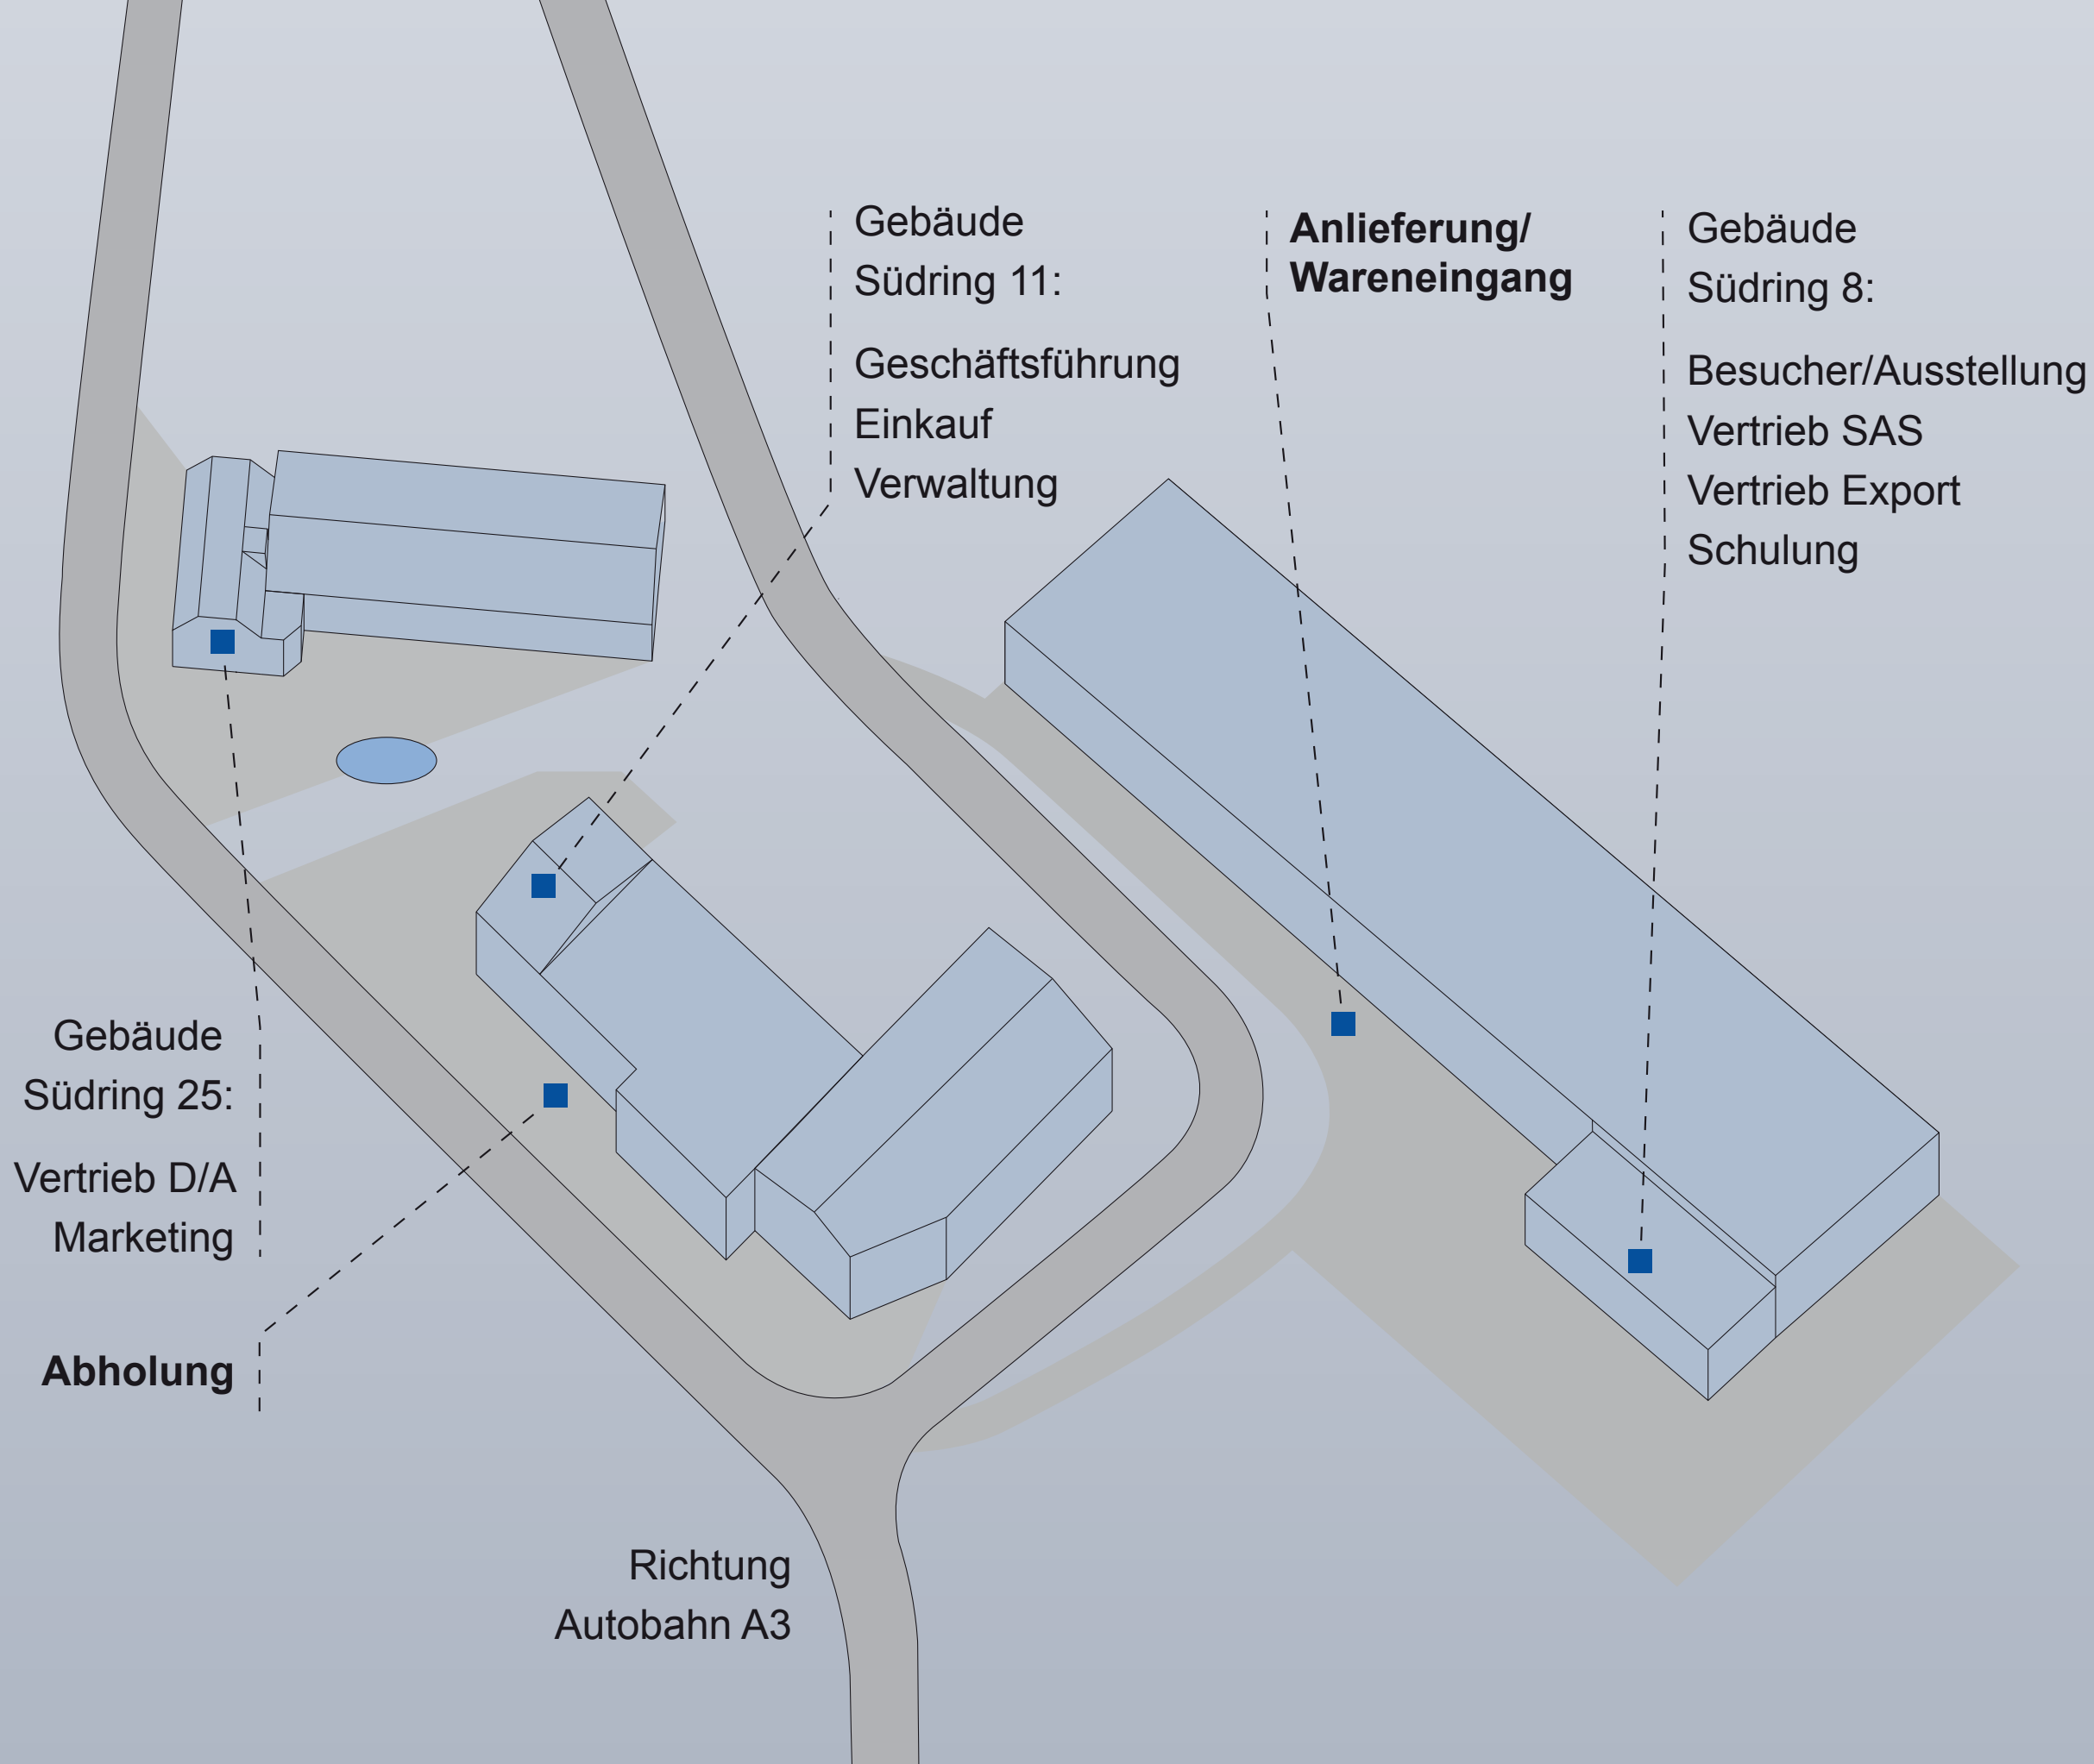 Gebäude
Südring 11:
Geschäftsführung
Einkauf
Verwaltung
Anlieferung/
Wareneingang
Gebäude
Südring 8:
Besucher/Ausstellung
Vertrieb SAS
Vertrieb Export
Schulung
Gebäude
Südring 25:
Vertrieb D/A
Marketing
Abholung
Richtung
Autobahn A3